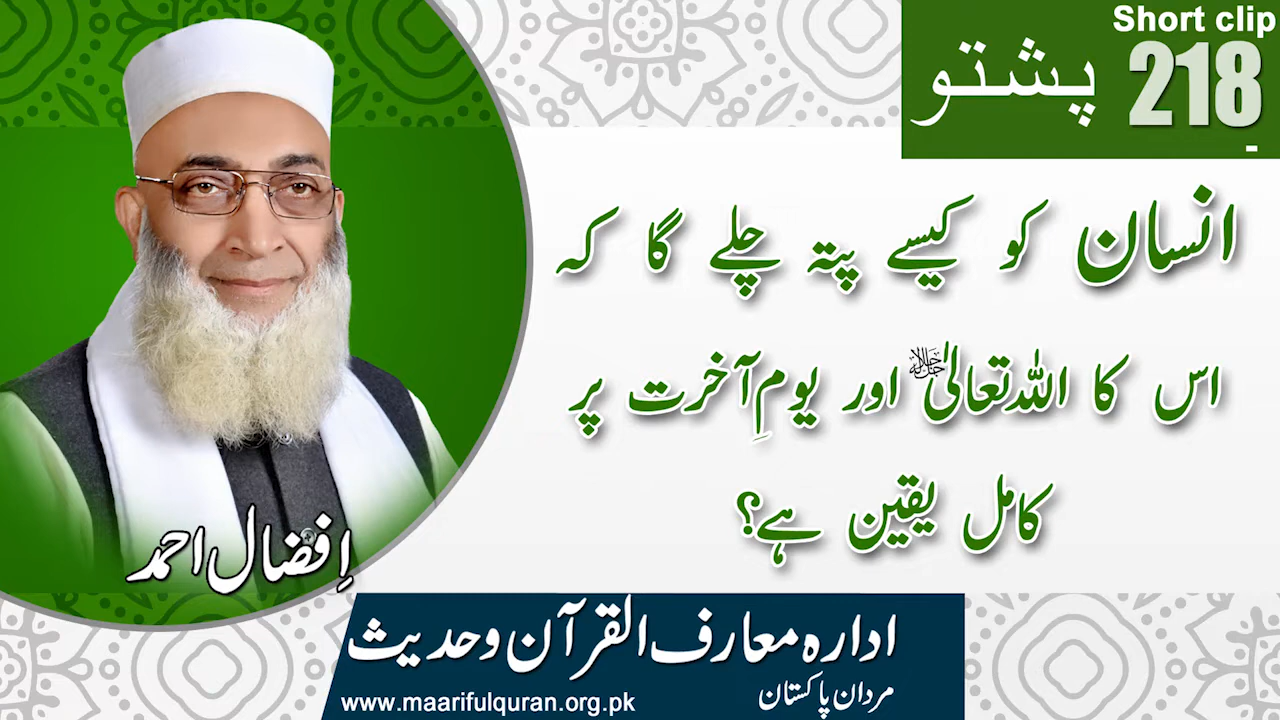 Short clip
پشتو 218
-
انسان کو کیسے پتہ چلے گا کہ
اس کا اللہ تعالیٰ ﷻ اور یومِ آخرت پر
کامل یقین ہے؟
اِفضال احمد
ادارہ معارف القرآن وحدیث
مردان پاکستان
www.maarifulquran.org.pk